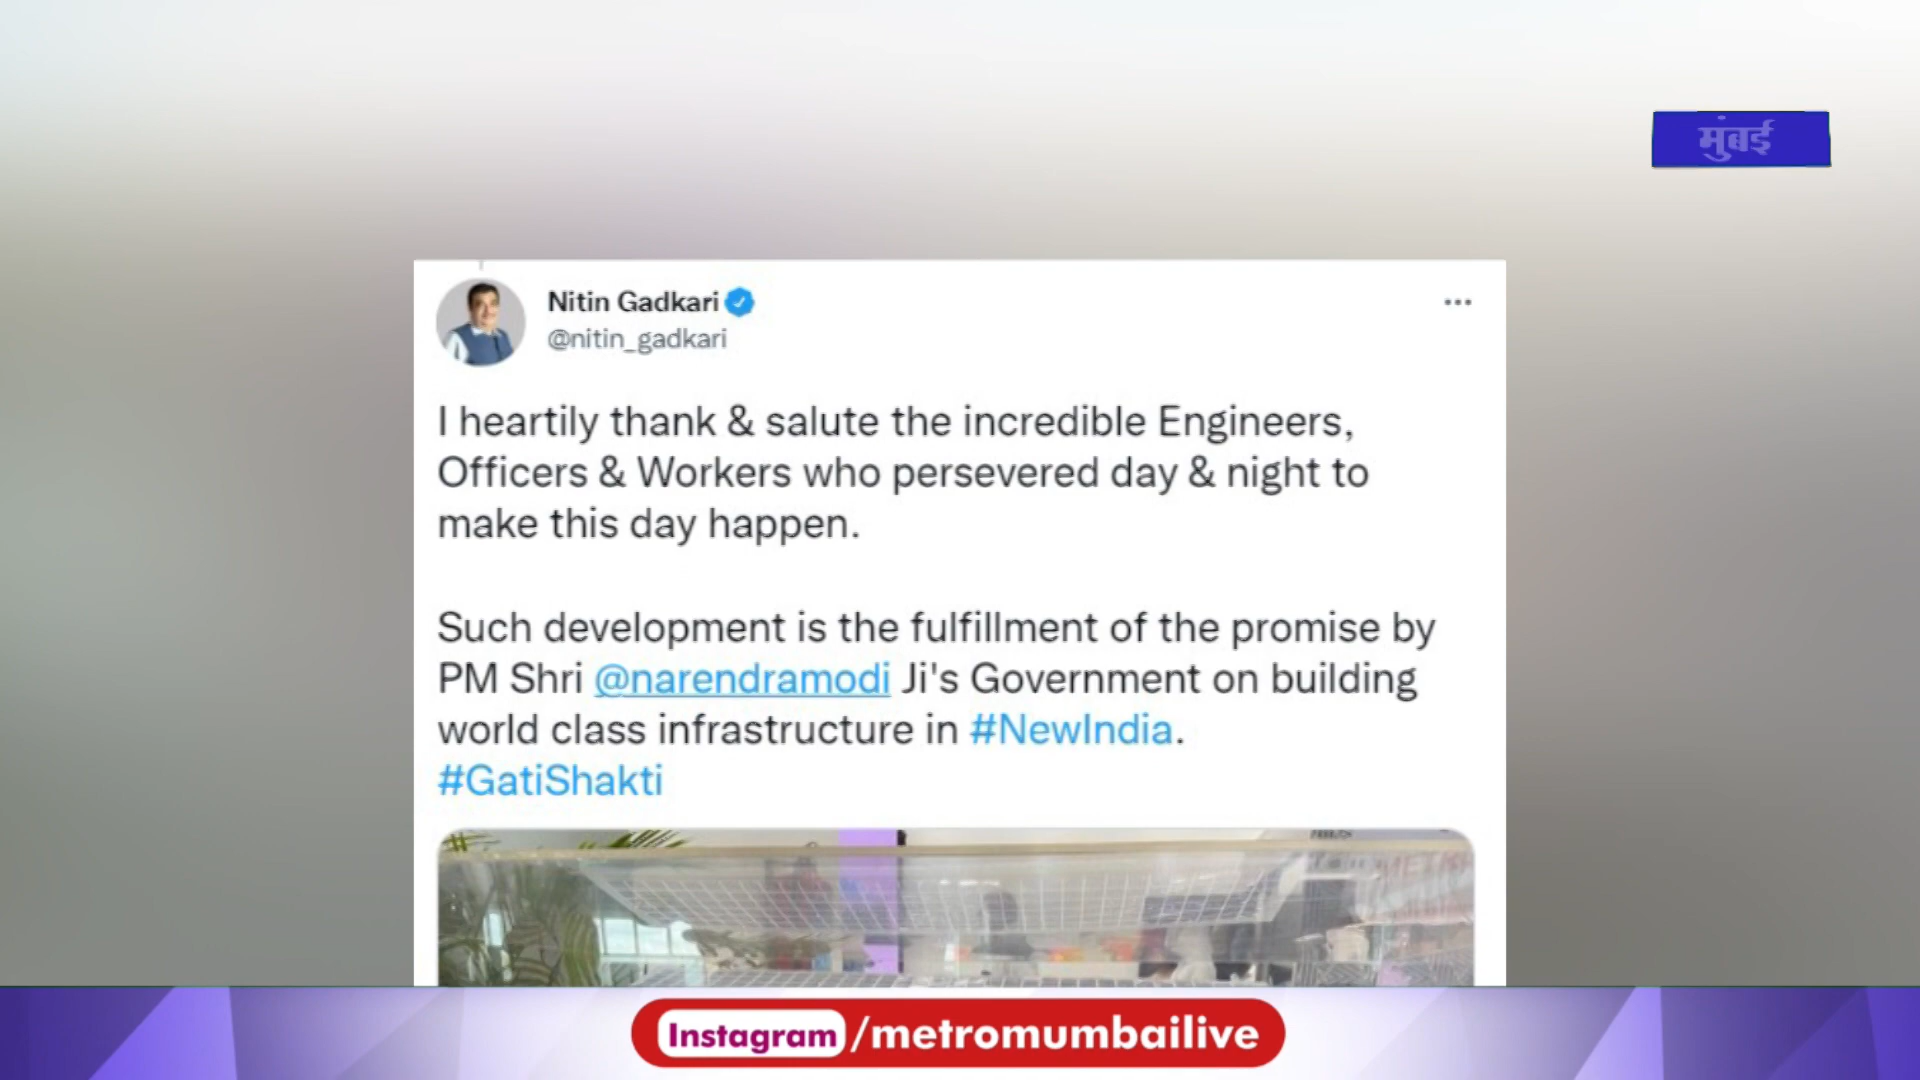 मुंबई
Nitin Gadkari
@nitin_gadkari
I heartily thank & salute the incredible Engineers,
Officers & Workers who persevered day & night to
make this day happen.
Such development is the fulfillment of the promise by
PM Shri @narendramodi Ji's Government on building
world class infrastructure in #NewIndia.
#GatiShakti
Instagram/metromumbailive